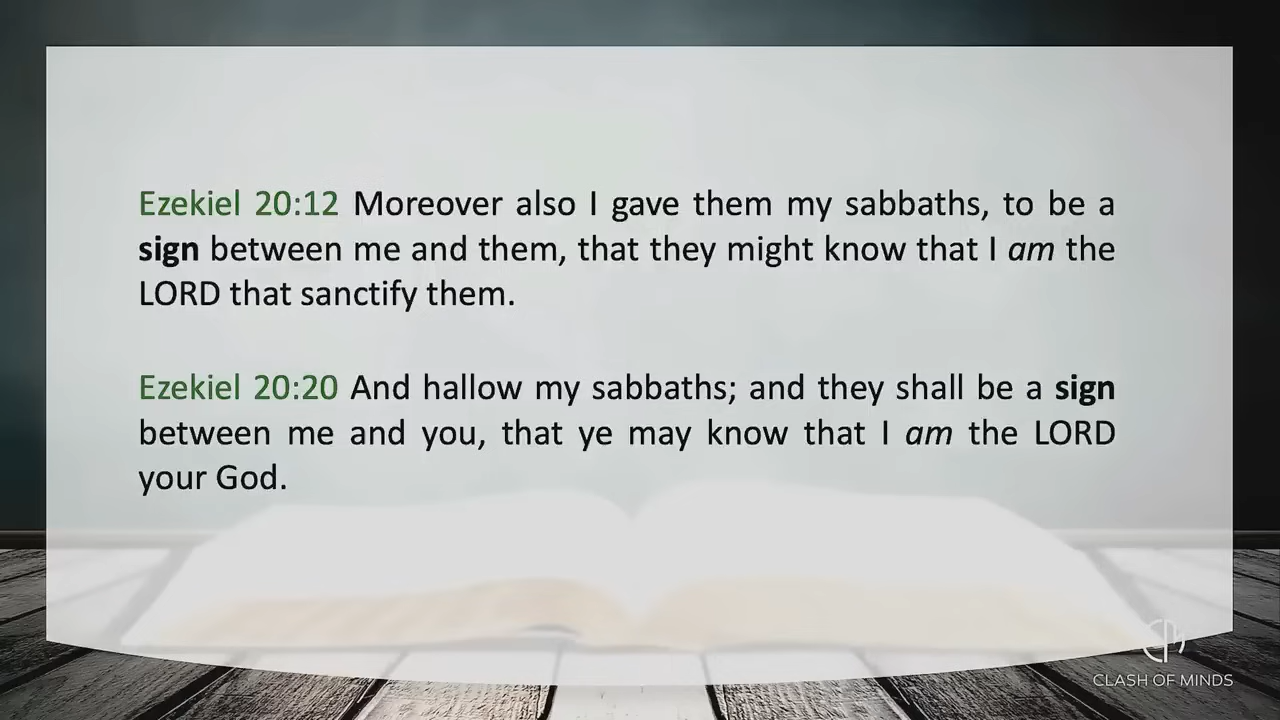 Ezekiel 20:12 Moreover also I gave them my sabbaths, to be a
sign between me and them, that they might know that I am the
LORD that sanctify them.
Ezekiel 20:20 And hallow my sabbaths; and they shall be a sign
between me and you, that ye may know that I am the LORD
your God.
CLASH OF MINDS